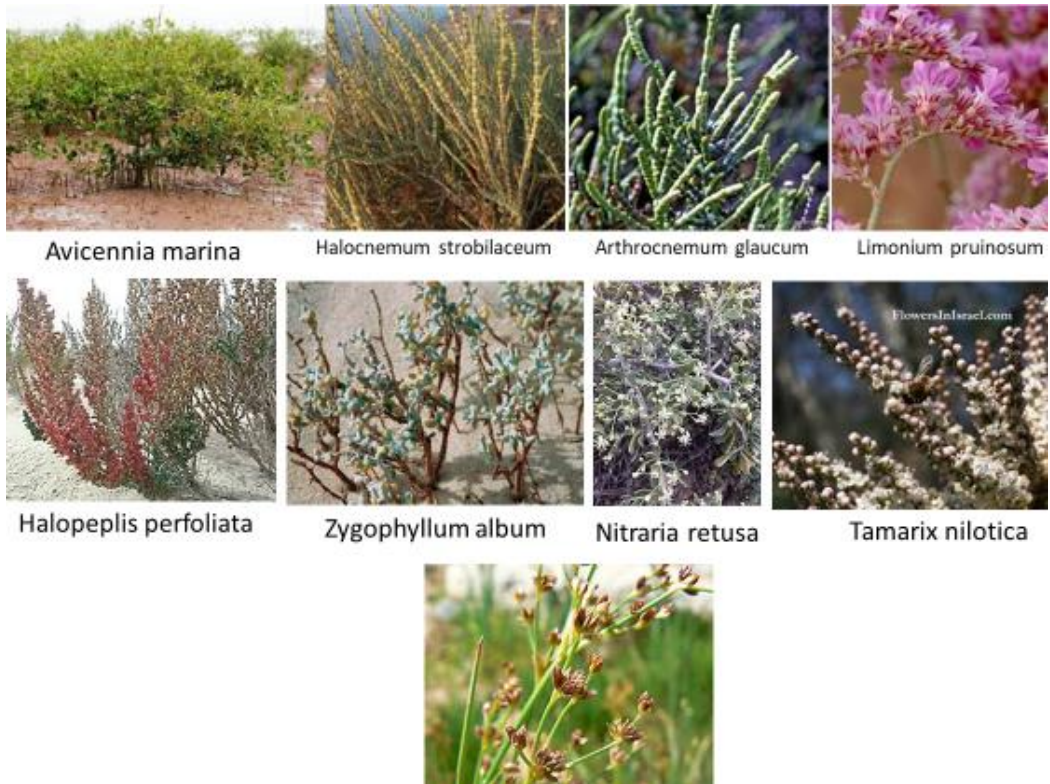 Avicennia marina
Halocnemum strobilaceum
Arthrocnemum glaucum
Limonium pruinosum
FlowersInIsrael.com
Halopeplis perfoliata
Zygophyllum album
Nitraria retusa
Tamarix nilotica